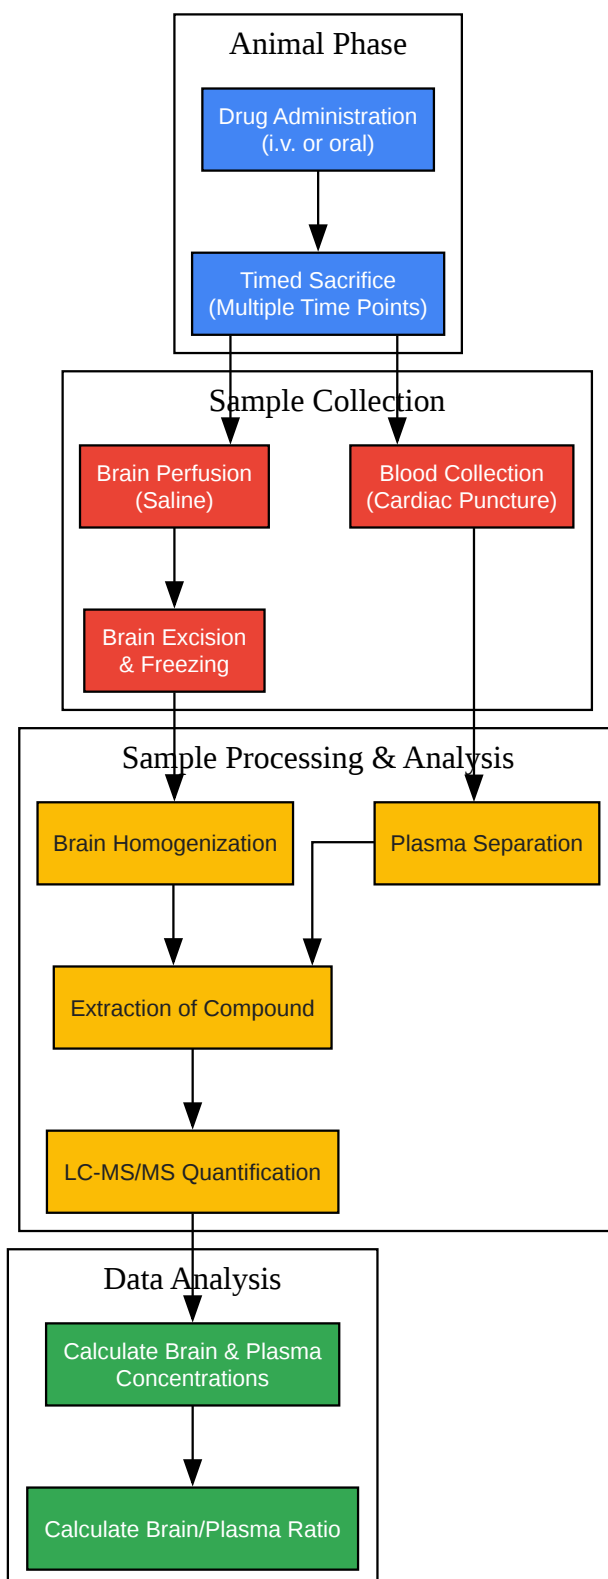 Animal Phase
Drug Administration
(i.v. or oral)
Timed Sacrifice
(Multiple Time Points)
Sample Collection
Brain Perfusion
(Saline)
Blood Collection
(Cardiac Puncture)
Brain Excision
& Freezing
Sample Processing & Analysis
Brain Homogenization
Plasma Separation
Extraction of Compound
LC-MS/MS Quantification
Data Analysis
Calculate Brain & Plasma
Concentrations
Calculate Brain/Plasma Ratio